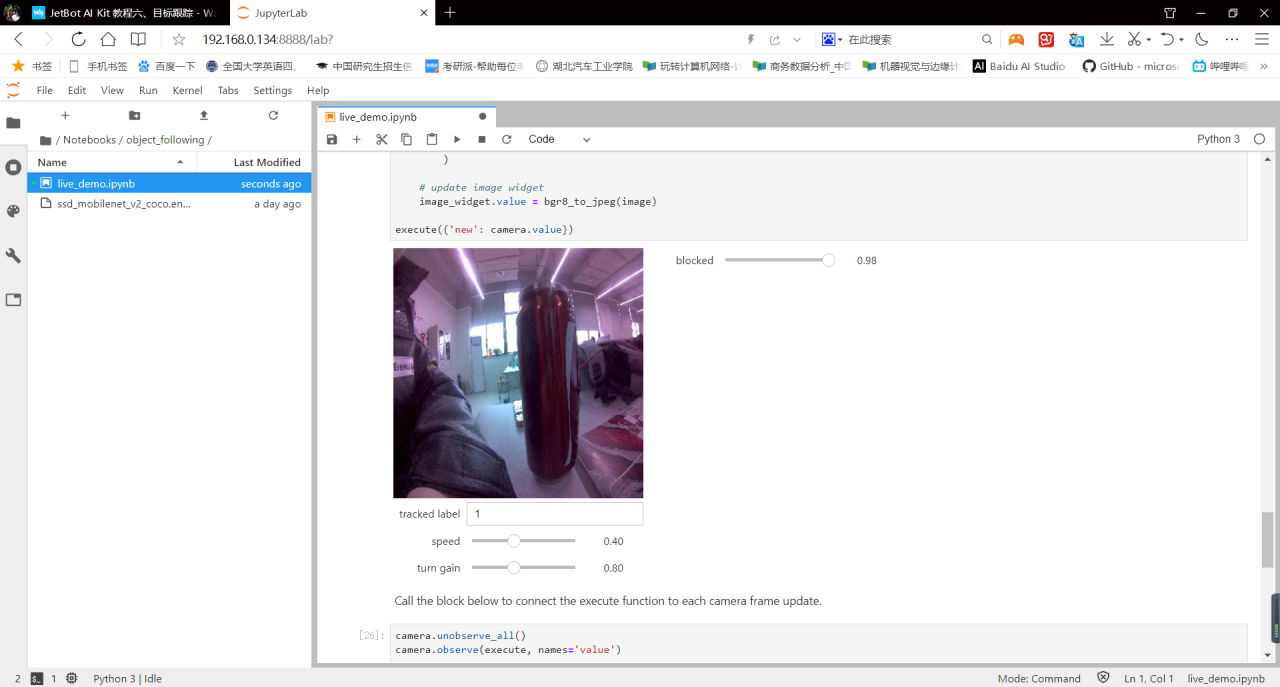 JetBot AI Kit 教程六、目标跟踪 - W
JupyterLab
192.168.0.134:8888/lab?
在此搜索
书签 手机书签 百度一下 全国大学英语四、 中国研究生招生信 考研版-帮助每位考 湖北汽车工业学院 玩转计算机网络-计 商务数据分析_中国 机器视觉与边缘计 AI Baidu AI Studio GitHub - microso 哔哩哔哩 »
File Edit View Run Kernel Tabs Settings Help
live_demo.ipynb
Code
Python 3
/ Notebooks / object_following /
Name Last Modified
live_demo.ipynb seconds ago
ssd_mobilenet_v2_coco.en... a day ago
)
# update image widget
image_widget.value = bgr8_to_jpeg(image)
execute({'new': camera.value})
blocked 0.98
tracked label 1
speed 0.40
turn gain 0.80
Call the block below to connect the execute function to each camera frame update.
[26]: camera.unobserve_all()
camera.observe(execute, names='value')
2 1 Python 3 | Idle Mode: Command Ln 1, Col 1 live_demo.ipynb